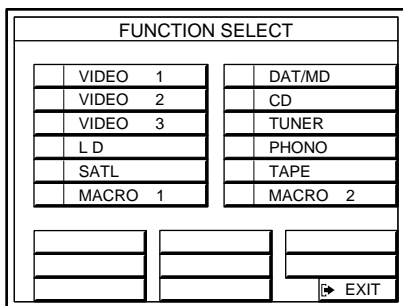 FUNCTION SELECT
VIDEO 1
VIDEO 2
VIDEO 3
L D
SATL
MACRO 1
DAT/MD
CD
TUNER
PHONO
TAPE
MACRO 2
EXIT